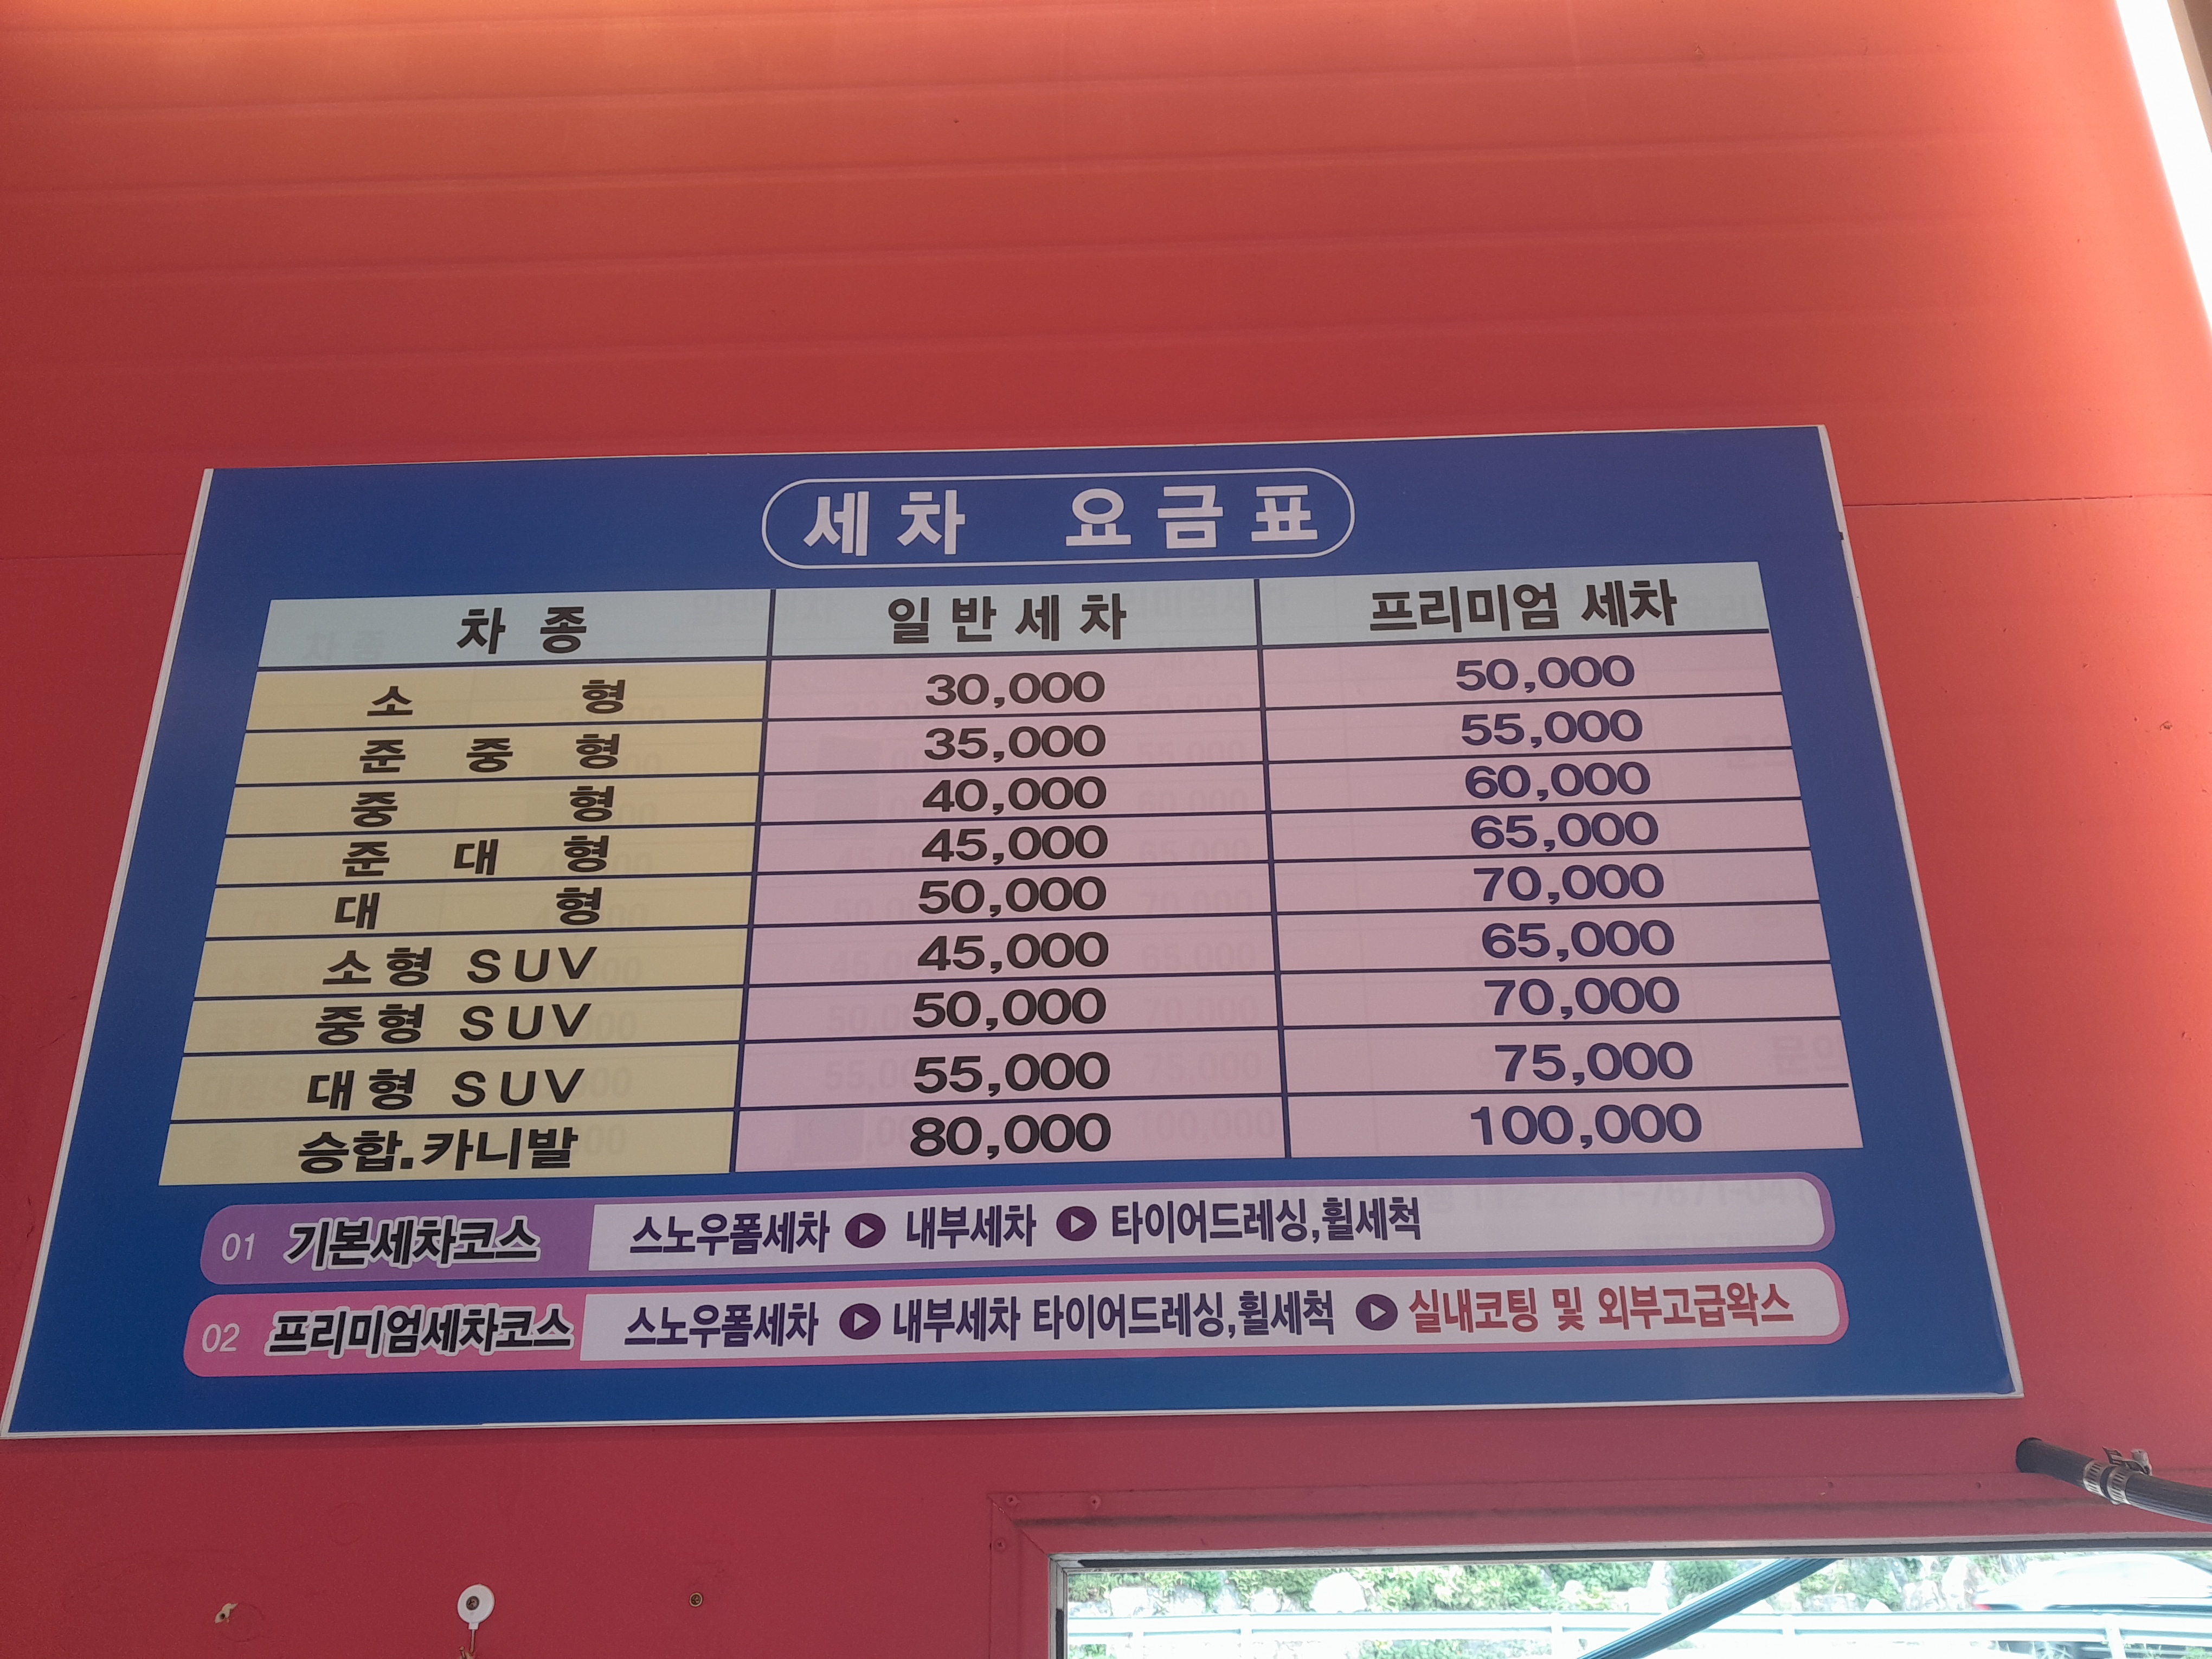 세차 요금표
차종 일반세차 프리미엄 세차
소형 30,000 50,000
준중형 35,000 55,000
중형 40,000 60,000
준대형 45,000 65,000
대형 50,000 70,000
소형 SUV 45,000 65,000
중형 SUV 50,000 70,000
대형 SUV 55,000 75,000
승합.카니발 80,000 100,000
01 기본세차코스 스노우폼세차 ▶ 내부세차 ▶ 타이어드레싱,휠세척
02 프리미엄세차코스 스노우폼세차 ▶ 내부세차 타이어드레싱,휠세척 ▶ 실내코팅 및 외부고급왁스